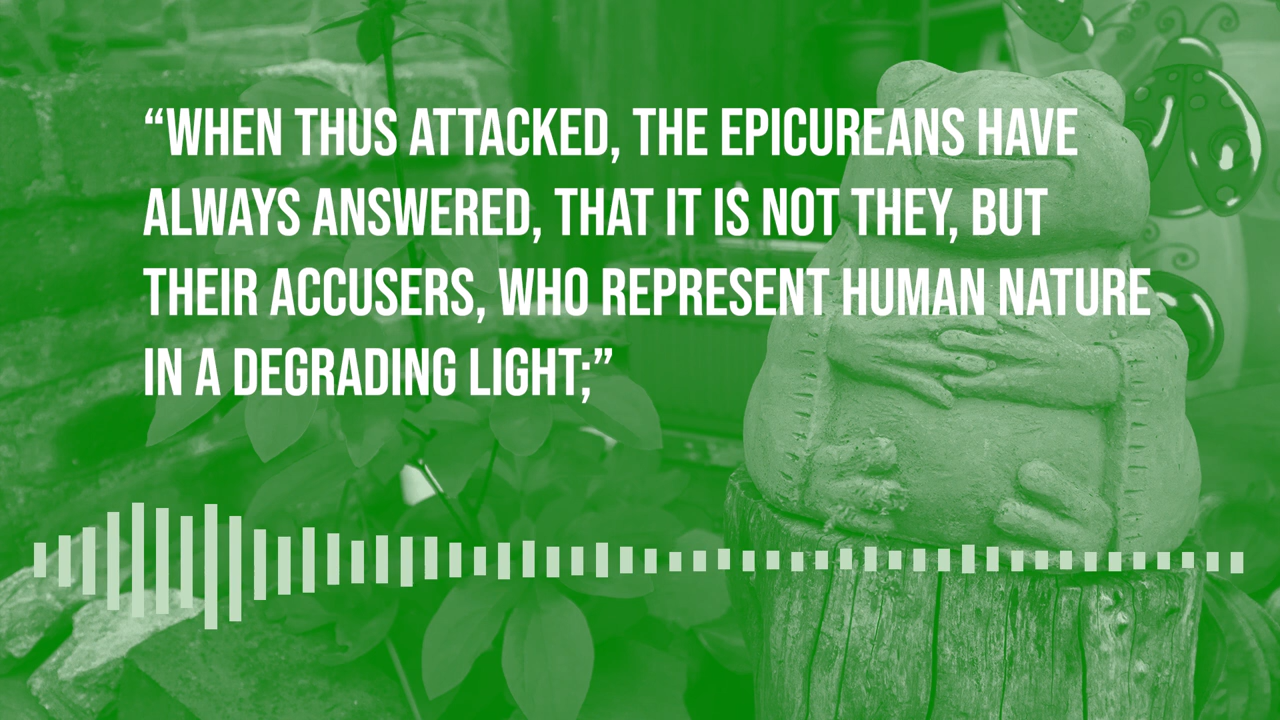 “WHEN THUS ATTACKED, THE EPICUREANS HAVE
ALWAYS ANSWERED, THAT IT IS NOT THEY, BUT
THEIR ACCUSERS, WHO REPRESENT HUMAN NATURE
IN A DEGRADING LIGHT;”